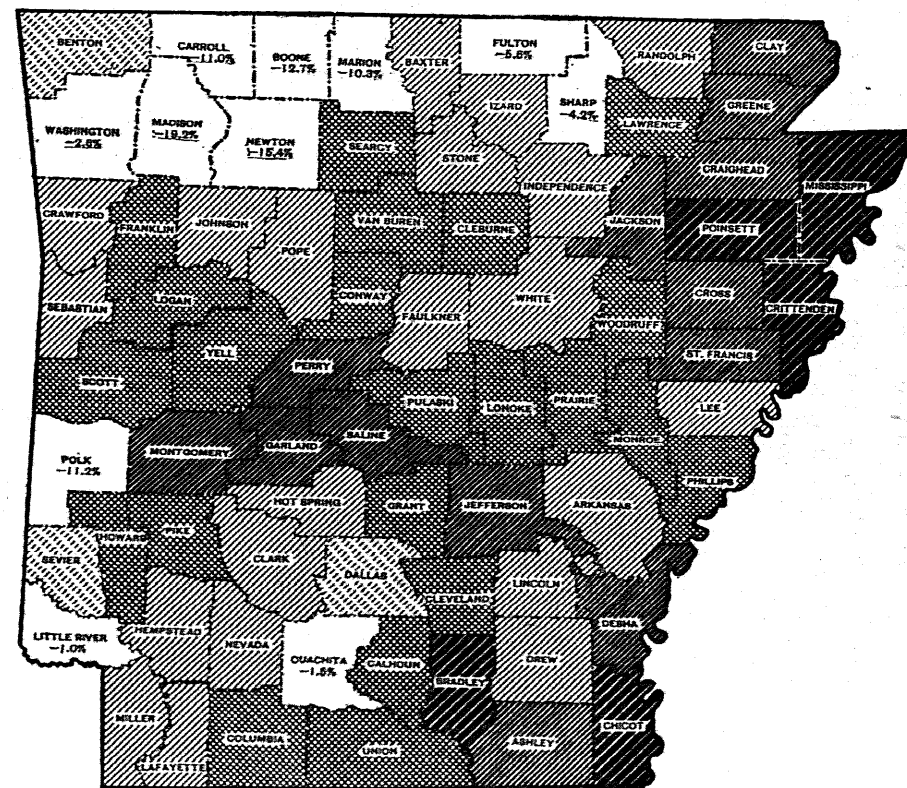 BENTON
CARROLL
-11.0%
BOONE
-12.7%
MARION
-10.3%
BAXTER
FULTON
-5.6%
RANDOLPH
CLAY
IZARD
SHARP
-4.2%
GREENE
LAWRENCE
WASHINGTON
-2.6%
MADISON
-19.2%
NEWTON
-15.4%
SEARCY
STONE
INDEPENDENCE
CRAIGHEAD
MISSISSIPPI
CRAWFORD
FRANKLIN
JOHNSON
POPE
VAN BUREN
CLEBURNE
JACKSON
POINSETT
SEBASTIAN
LOGAN
CONWAY
FAULKNER
WHITE
WOODRUFF
CROSS
CRITTENDEN
YELL
PERRY
ST. FRANCIS
SCOTT
PULASKI
LONOKE
PRAIRIE
LEE
MONROE
POLK
-11.2%
MONTGOMERY
GARLAND
SALINE
PHILLIPS
HOT SPRING
GRANT
JEFFERSON
ARKANSAS
HOWARD
PIKE
SEVIER
CLARK
DALLAS
CLEVELAND
LINCOLN
LITTLE RIVER
-1.0%
HEMPSTEAD
NEVADA
OUACHITA
-1.5%
CALHOUN
BRADLEY
DREW
DESHA
MILLER
LAFAYETTE
COLUMBIA
UNION
ASHLEY
CHICOT